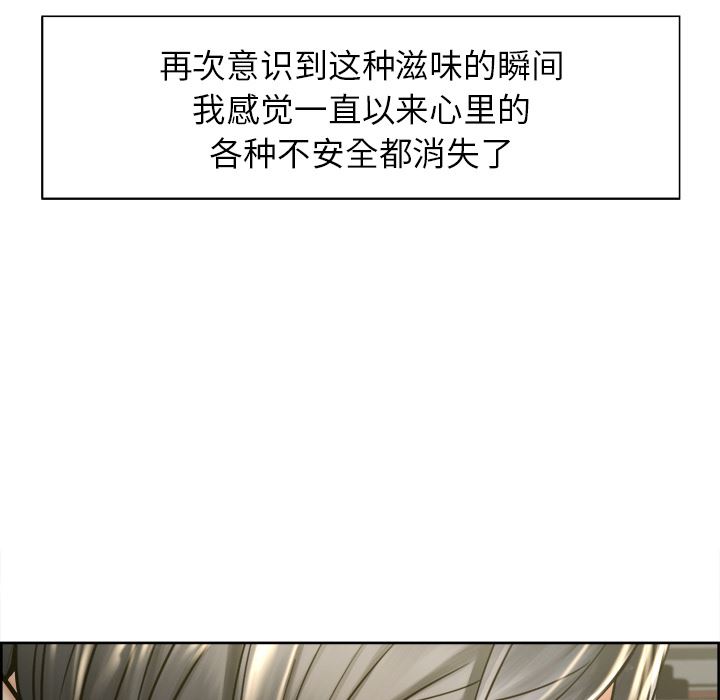 再次意识到这种滋味的瞬间
我感觉一直以来心里的
各种不安全都消失了